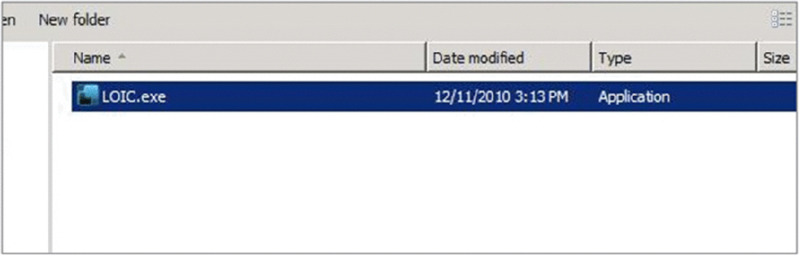 New folder
Name Date modified Type Size
LOIC.exe 12/11/2010 3:13 PM Application